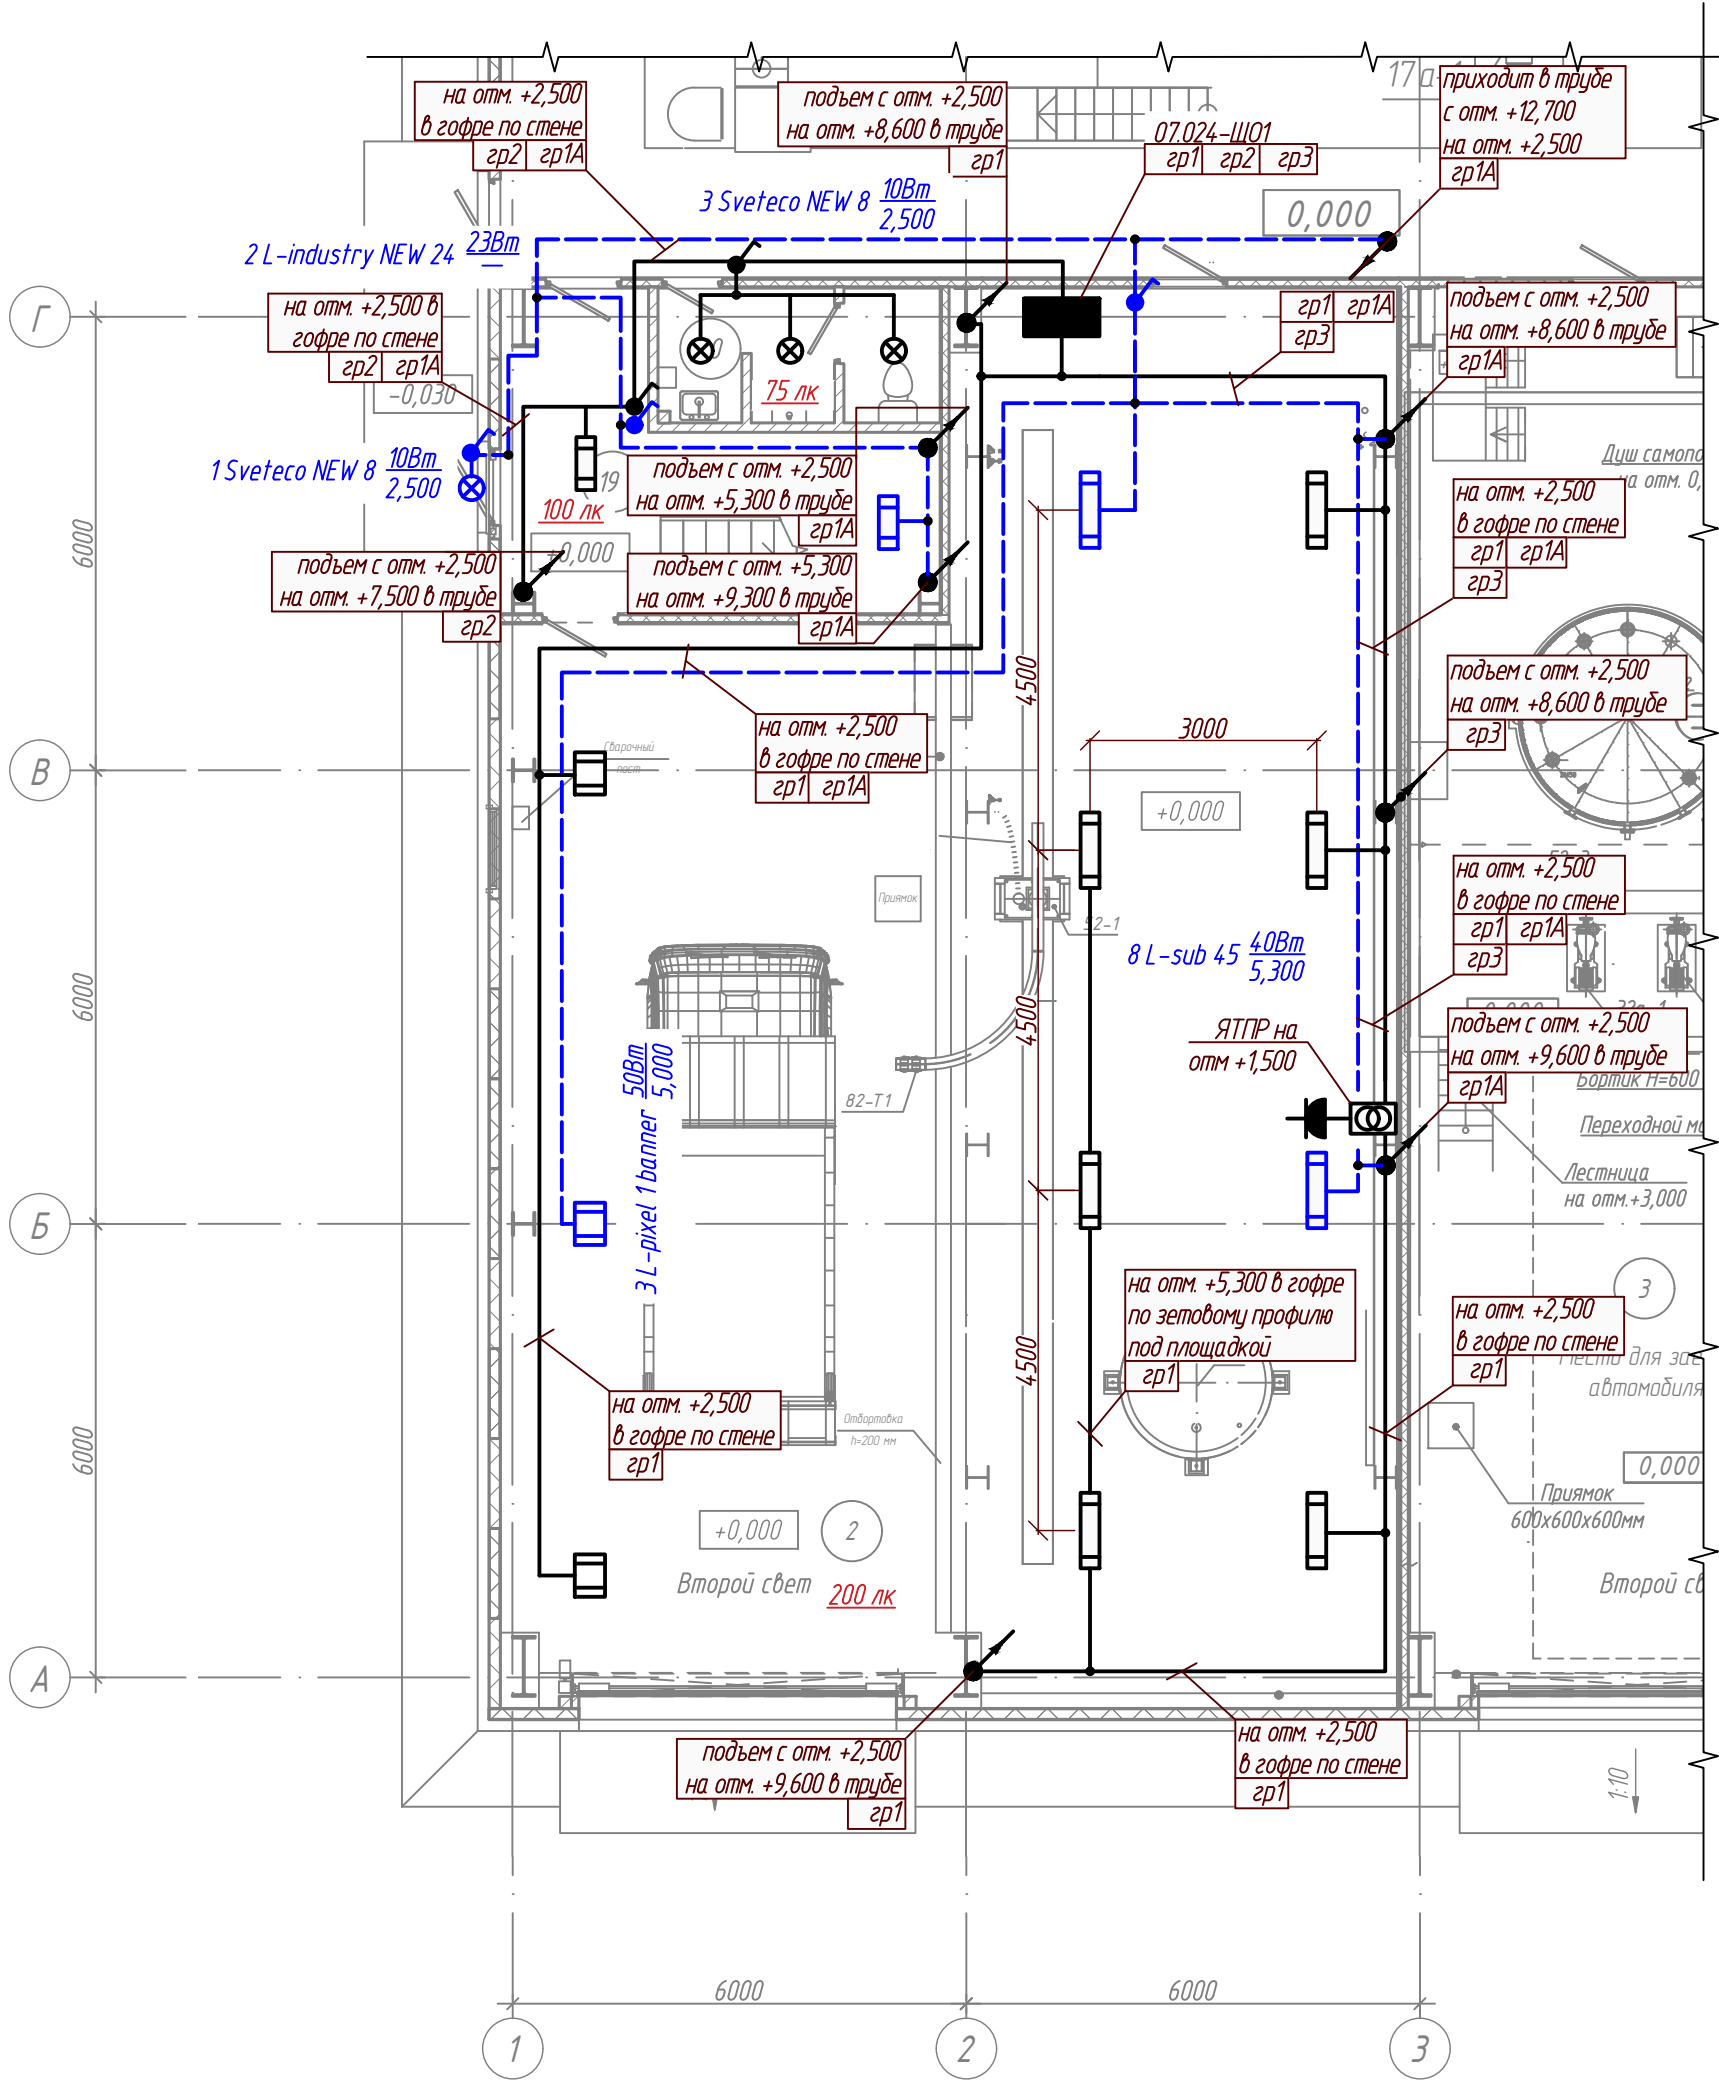 17а-
на отм. +2,500
в гофре по стене
гр2 гр1А
подъем с отм. +2,500
на отм. +8,600 в трубе
гр1
07.024-ЩО1
гр1 гр2 гр3
приходит в трубе
с отм. +12,700
на отм. +2,500
гр1А
3 Sveteco NEW 8 10Вт
2,500
0,000
2 L-industry NEW 24 23Вт
—
Г
на отм. +2,500 в
гофре по стене
гр2 гр1А
-0,030
гр1 гр1А
гр3
подъем с отм. +2,500
на отм. +8,600 в трубе
гр1А
75 лк
1 Sveteco NEW 8 10Вт
2,500
19
100 лк
+0,000
подъем с отм. +2,500
на отм. +5,300 в трубе
гр1А
Душ самопо
на отм. 0,
на отм. +2,500
в гофре по стене
гр1 гр1А
гр3
6000
подъем с отм. +2,500
на отм. +7,500 в трубе
гр2
подъем с отм. +5,300
на отм. +9,300 в трубе
гр1А
4500
подъем с отм. +2,500
на отм. +8,600 в трубе
гр3
на отм. +2,500
в гофре по стене
гр1 гр1А
3000
Сварочный
пост
В
+0,000
Приямок
52-1
на отм. +2,500
в гофре по стене
гр1 гр1А
гр3
8 L-sub 45 40Вт
5,300
6000
4500
ЯТПР на
отм +1,500
подъем с отм. +2,500
на отм. +9,600 в трубе
гр1А
3 L-pixel 1 banner 50Вт
5,000
82-Т1
Бортик H=600
Переходной мо
Лестница
на отм.+3,000
Б
3
на отм. +5,300 в гофре
по зетовому профилю
под площадкой
гр1
4500
на отм. +2,500
в гофре по стене
гр1
Место для зас
автомобиля
на отм. +2,500
в гофре по стене
гр1
Отбортовка
h=200 мм
6000
0,000
Приямок
600х600х600мм
+0,000
2
Второй свет
200 лк
Второй св
А
подъем с отм. +2,500
на отм. +9,600 в трубе
гр1
на отм. +2,500
в гофре по стене
гр1
1:10
6000
6000
1
2
3